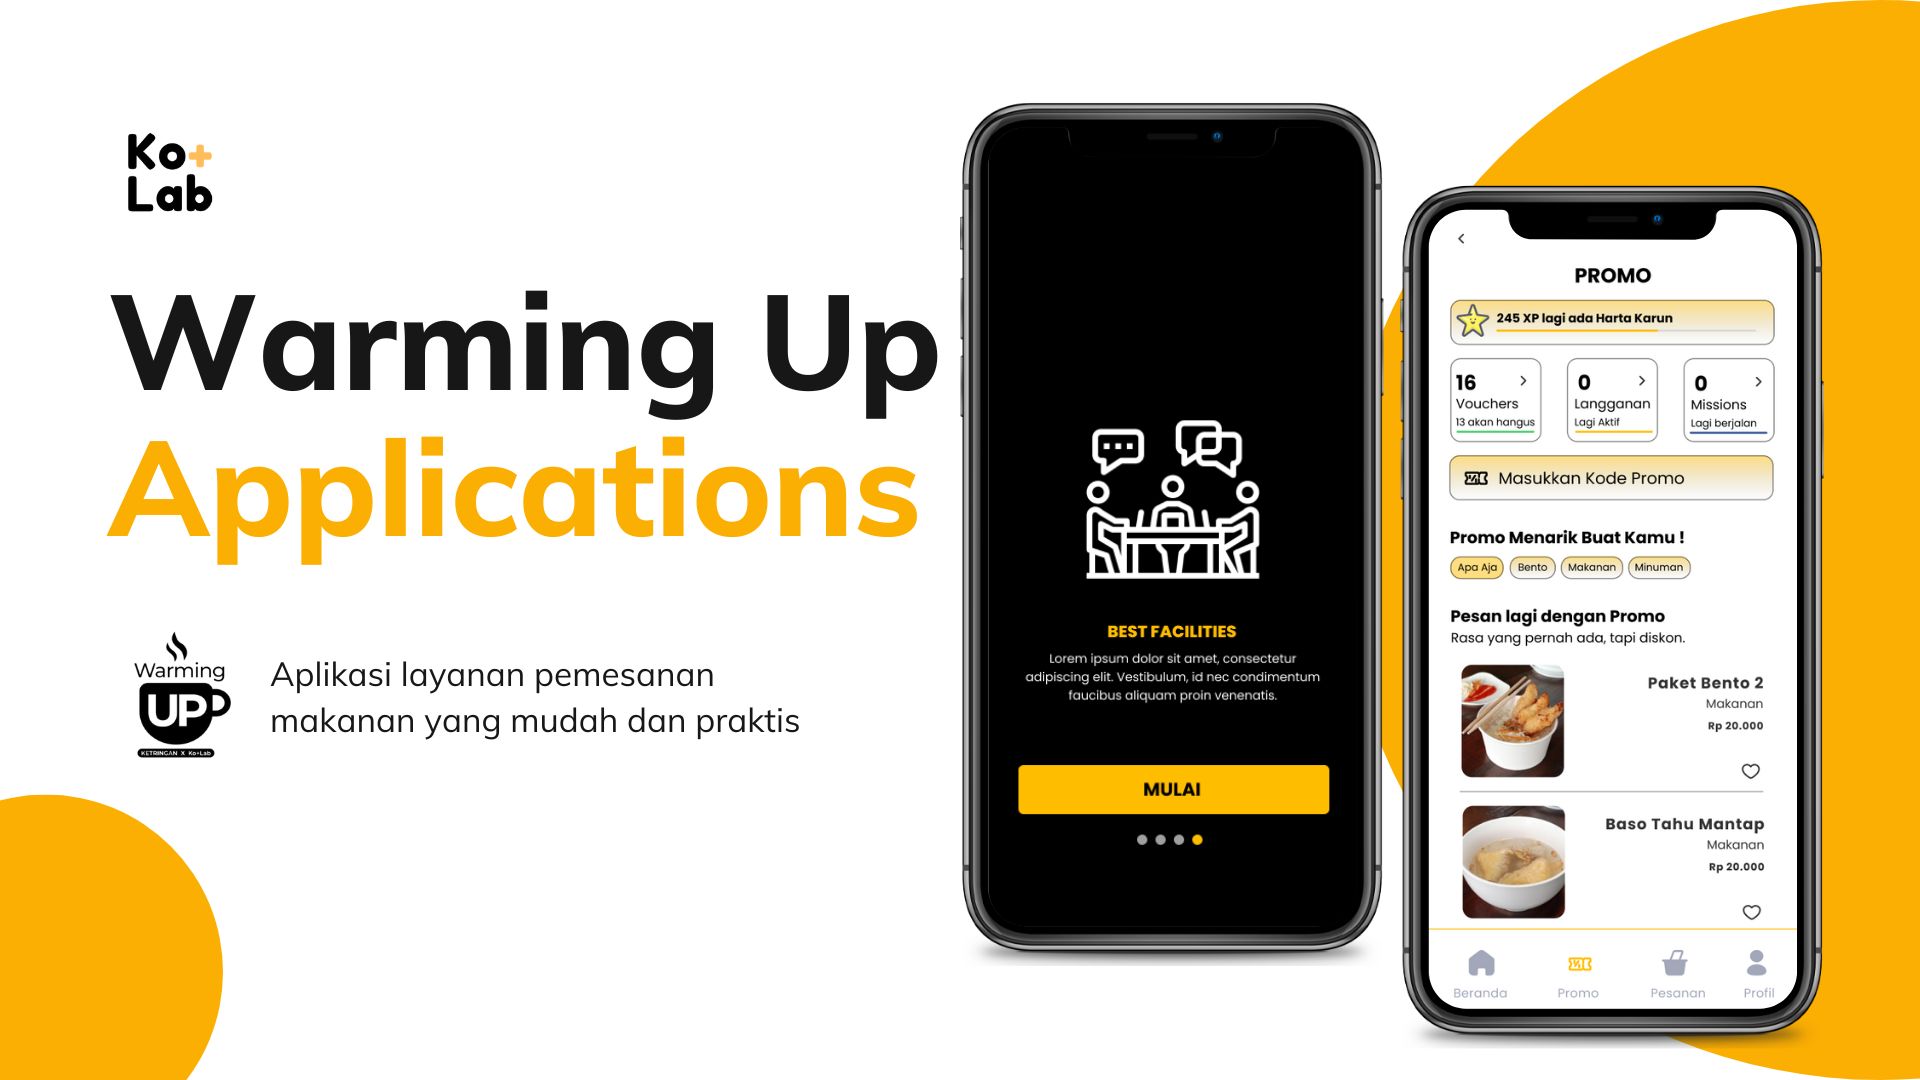 Ko+
Lab
Warming Up
Applications
Warming
UP
KETRINGAN X Ko+Lab
Aplikasi layanan pemesanan
makanan yang mudah dan praktis
BEST FACILITIES
Lorem ipsum dolor sit amet, consectetur
adipiscing elit. Vestibulum, id nec condimentum
faucibus aliquam proin venenatis.
MULAI
PROMO
245 XP lagi ada Harta Karun
16
Vouchers
13 akan hangus
0
Langganan
Lagi Aktif
0
Missions
Lagi berjalan
Masukkan Kode Promo
Promo Menarik Buat Kamu !
Apa Aja Bento Makanan Minuman
Pesan lagi dengan Promo
Rasa yang pernah ada, tapi diskon.
Paket Bento 2
Makanan
Rp 20.000
Baso Tahu Mantap
Makanan
Rp 20.000
Beranda Promo Pesanan Profil